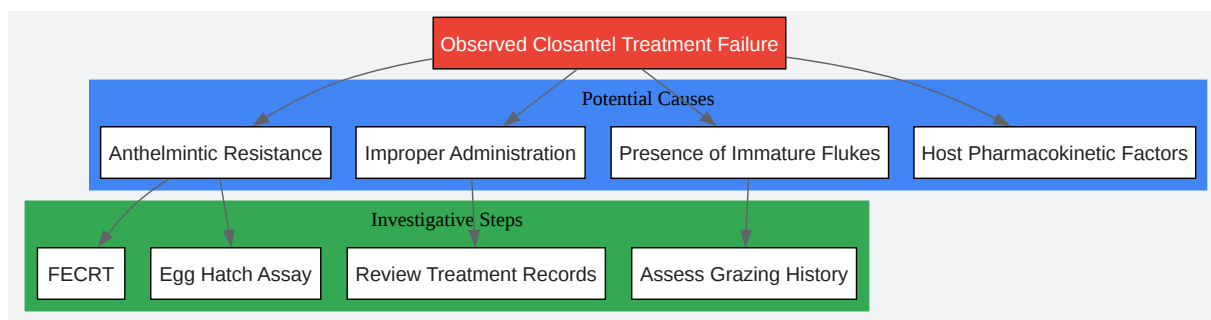 Observed Closantel Treatment Failure
Potential Causes
Anthelmintic Resistance
Improper Administration
Presence of Immature Flukes
Host Pharmacokinetic Factors
Investigative Steps
FECRT
Egg Hatch Assay
Review Treatment Records
Assess Grazing History